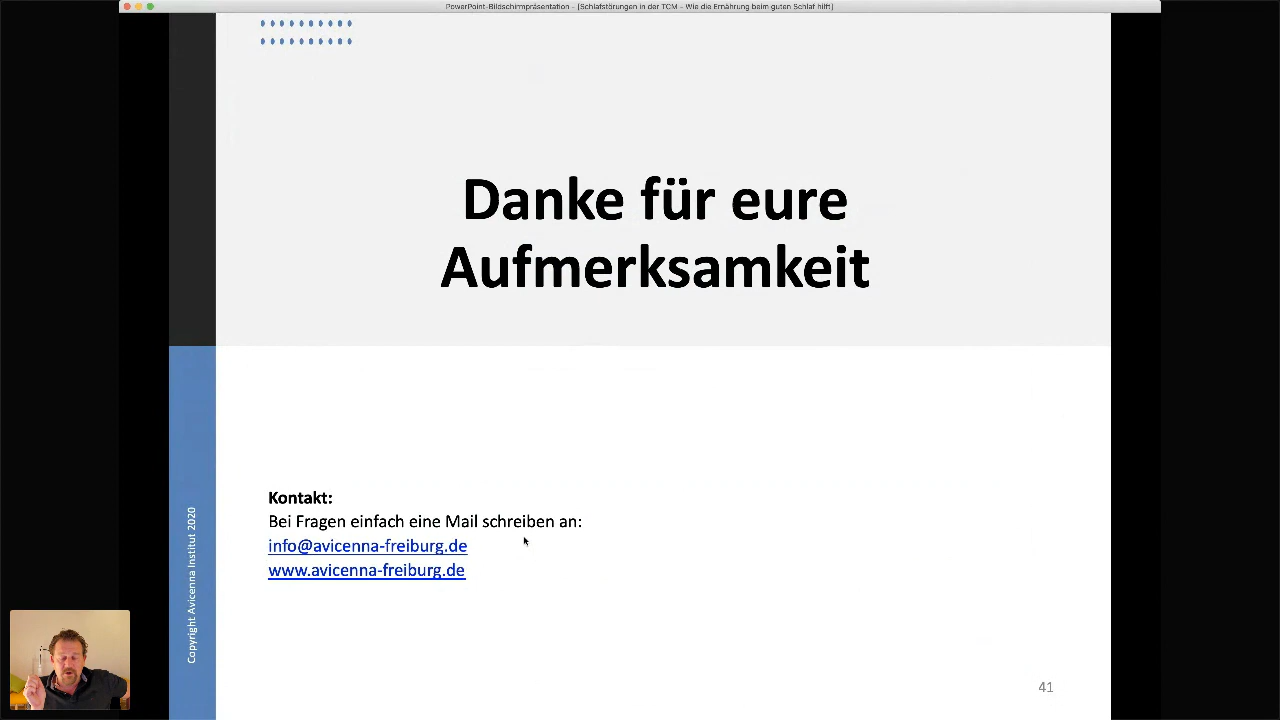 PowerPoint-Bildschirmpräsentation - [Schlafstörungen in der TCM - Wie die Ernährung beim guten Schlaf hilft]
Danke für eure
Aufmerksamkeit
Kontakt:
Bei Fragen einfach eine Mail schreiben an:
info@avicenna-freiburg.de
www.avicenna-freiburg.de
Copyright Avicenna Institut 2020
41